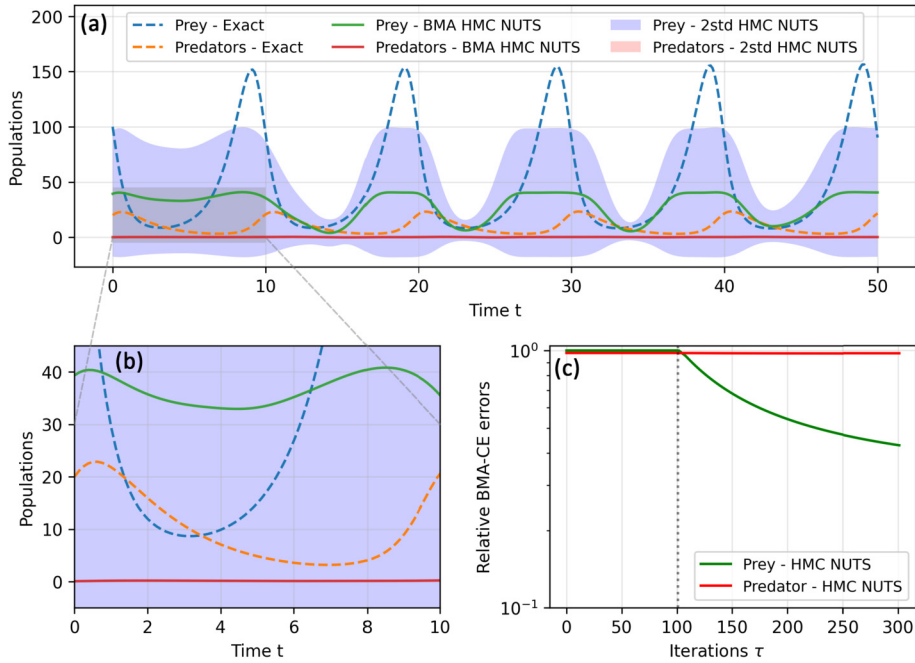 (a)
Prey - Exact
Predators - Exact
Prey - BMA HMC NUTS
Predators - BMA HMC NUTS
Prey - 2std HMC NUTS
Predators - 2std HMC NUTS
200
150
100
50
0
Populations
0 10 20 30 40 50
Time t
(b)
40
30
20
10
0
Populations
0 2 4 6 8 10
Time t
(c)
10⁰
10⁻¹
Relative BMA-CE errors
Prey - HMC NUTS
Predator - HMC NUTS
0 50 100 150 200 250 300
Iterations τ